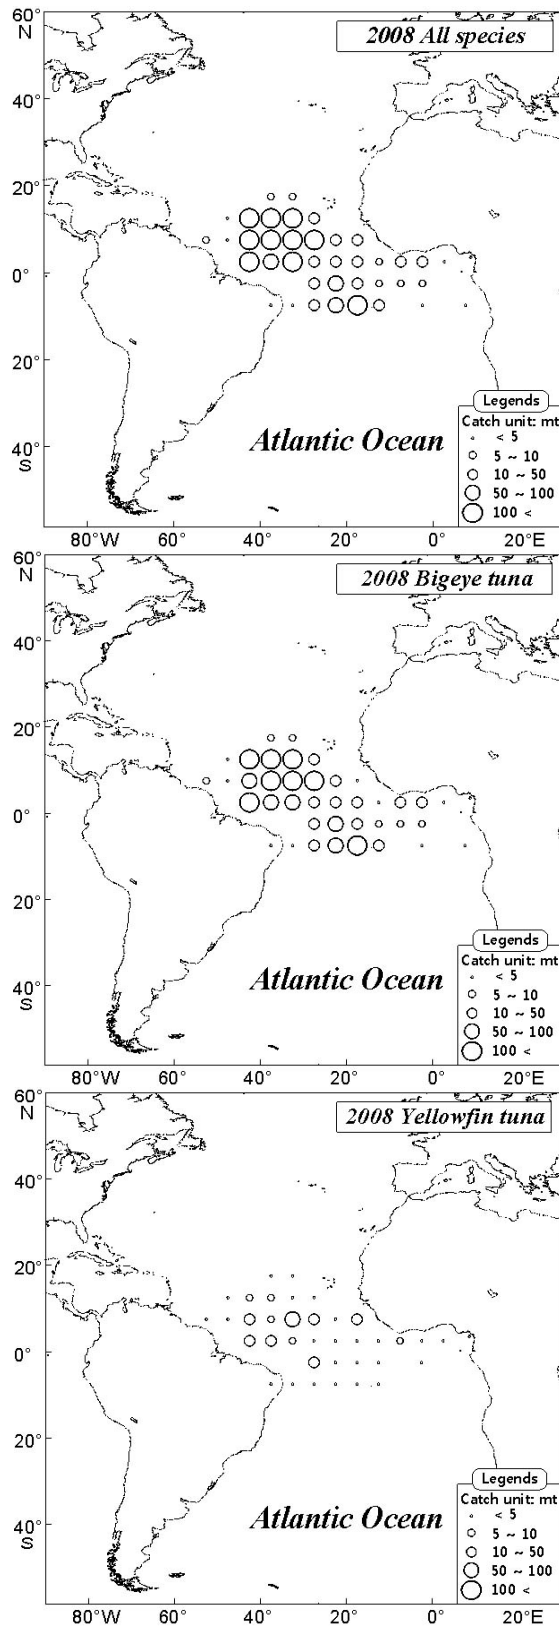 60°
N
2008 All species
40°
20°
0°
20°
40°
S
Atlantic Ocean
Legends
Catch unit: mt
< 5
5 ~ 10
10 ~ 50
50 ~ 100
100 <
80°W 60° 40° 20° 0° 20°E
60°
N
2008 Bigeye tuna
40°
20°
0°
20°
40°
S
Atlantic Ocean
Legends
Catch unit: mt
< 5
5 ~ 10
10 ~ 50
50 ~ 100
100 <
80°W 60° 40° 20° 0° 20°E
60°
N
2008 Yellowfin tuna
40°
20°
0°
20°
40°
S
Atlantic Ocean
Legends
Catch unit: mt
< 5
5 ~ 10
10 ~ 50
50 ~ 100
100 <
80°W 60° 40° 20° 0° 20°E